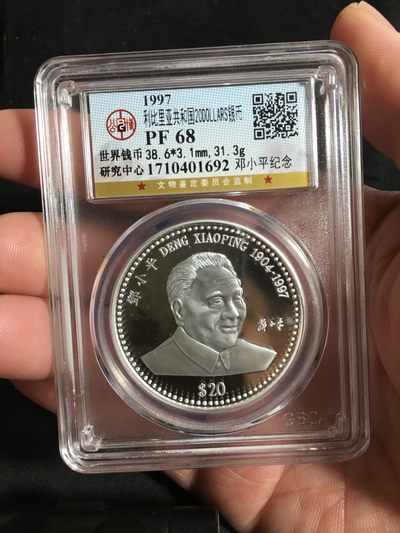 1997
利比里亚共和国20DOLLARS银币
PF 68
世界钱币 38.6*3.1mm, 31.3g
研究中心 1710401692 邓小平纪念
★ 文物鉴定委员会监制 ★
鄧小平 DENG XIAOPING 1904-1997
$20
GBCA